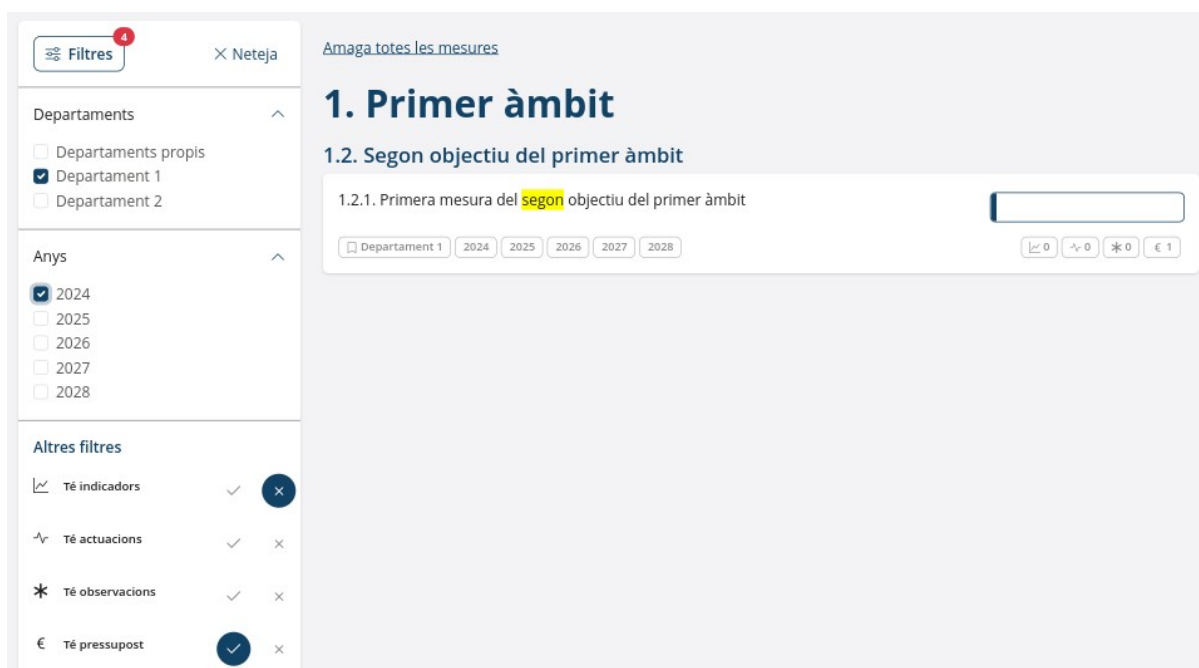 Filtres
4
Neteja
Departaments
Departaments propis
Departament 1
Departament 2
Anys
2024
2025
2026
2027
2028
Altres filtres
Té indicadors
Té actuacions
Té observacions
€ Té pressupost
Amaga totes les mesures
1. Primer àmbit
1.2. Segon objectiu del primer àmbit
1.2.1. Primera mesura del segon objectiu del primer àmbit
Departament 1 2024 2025 2026 2027 2028
0 0 0 € 1